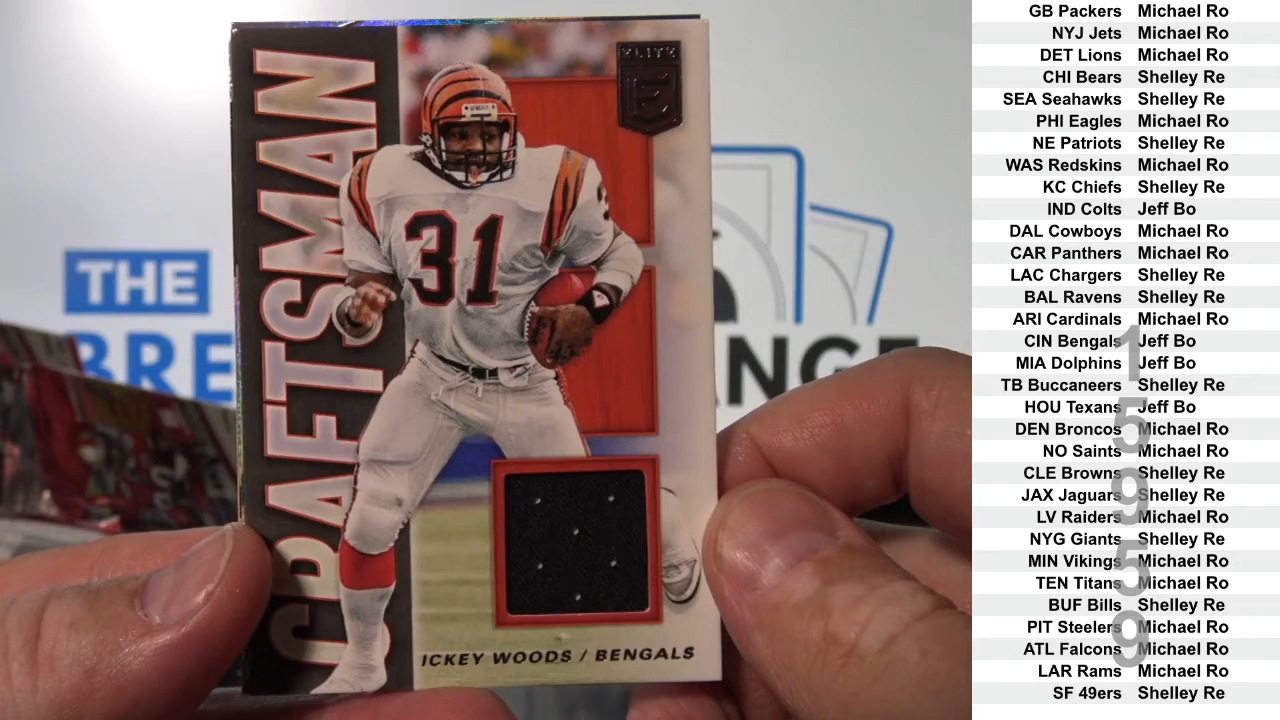 CRAFTSMAN
ELITE
E
BENGALS
31
3
THE
BRE
NGE
ICKEY WOODS / BENGALS
GB Packers Michael Ro
NYJ Jets Michael Ro
DET Lions Michael Ro
CHI Bears Shelley Re
SEA Seahawks Shelley Re
PHI Eagles Michael Ro
NE Patriots Shelley Re
WAS Redskins Michael Ro
KC Chiefs Shelley Re
IND Colts Jeff Bo
DAL Cowboys Michael Ro
CAR Panthers Michael Ro
LAC Chargers Shelley Re
BAL Ravens Shelley Re
ARI Cardinals Michael Ro
CIN Bengals Jeff Bo
MIA Dolphins Jeff Bo
TB Buccaneers Shelley Re
HOU Texans Jeff Bo
DEN Broncos Michael Ro
NO Saints Michael Ro
CLE Browns Shelley Re
JAX Jaguars Shelley Re
LV Raiders Michael Ro
NYG Giants Shelley Re
MIN Vikings Michael Ro
TEN Titans Michael Ro
BUF Bills Shelley Re
PIT Steelers Michael Ro
ATL Falcons Michael Ro
LAR Rams Michael Ro
SF 49ers Shelley Re
15959